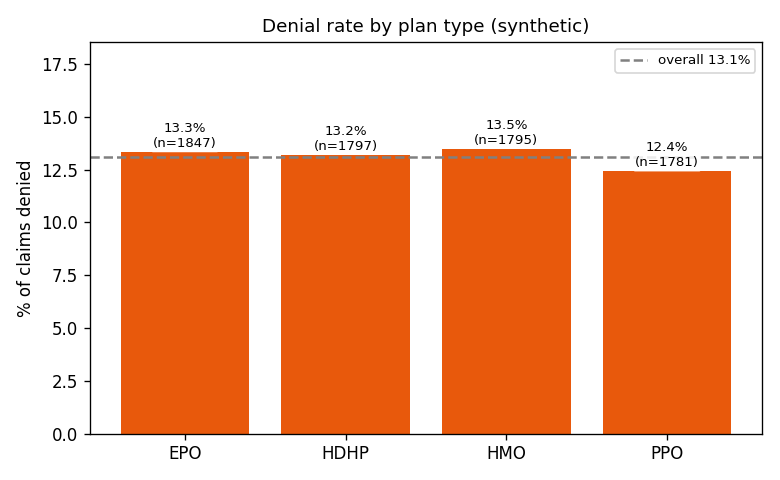 Denial rate by plan type (synthetic)
overall 13.1%
% of claims denied
17.5
15.0
12.5
10.0
7.5
5.0
2.5
0.0
13.3%
(n=1847)
13.2%
(n=1797)
13.5%
(n=1795)
12.4%
(n=1781)
EPO
HDHP
HMO
PPO